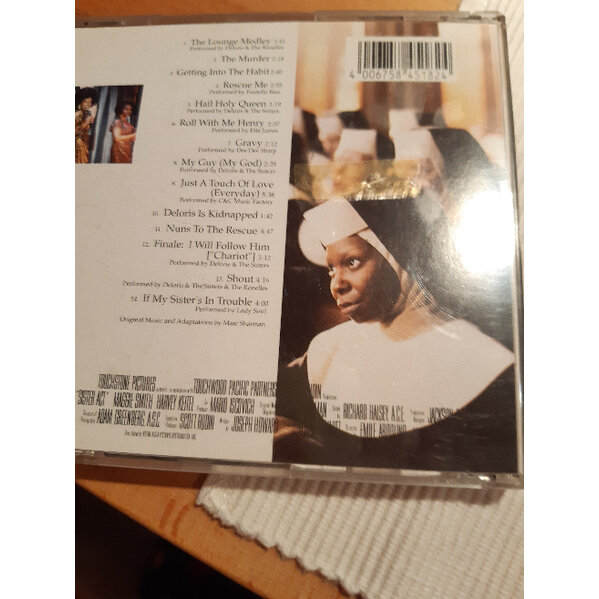 1. The Lounge Medley 3:41
Performed by Deloris & The Ronelles
2. The Murder 2:18
3. Getting Into The Habit 2:40
4. Rescue Me 2:59
Performed by Fontella Bass
5. Hail Holy Queen 3:19
Performed by Deloris & The Sisters
6. Roll With Me Henry 2:57
Performed by Etta James
7. Gravy 2:12
Performed by Dee Dee Sharp
8. My Guy (My God) 2:28
Performed by Deloris & The Sisters
9. Just A Touch Of Love
(Everyday) 5:38
Performed by C&C Music Factory
10. Deloris Is Kidnapped 1:42
11. Nuns To The Rescue 4:47
12. Finale: I Will Follow Him
["Chariot"] 3:12
Performed by Deloris & The Sisters
13. Shout 4:16
Performed by Deloris & The Sisters & The Ronelles
14. If My Sister's In Trouble 4:00
Performed by Lady Soul
Original Music and Adaptations by Marc Shaiman
4 006758 451824
TOUCHSTONE PICTURES TOUCHWOOD PACIFIC PARTNERS
"SISTER ACT" MAGGIE SMITH HARVEY KEITEL MARIO ISCOVICH RICHARD HALSEY A.C.E. JACKSON
ADAM GREENBERG, A.S.C. SCOTT RUDIN JOSEPH HOWARD EMILE ARDOLINO